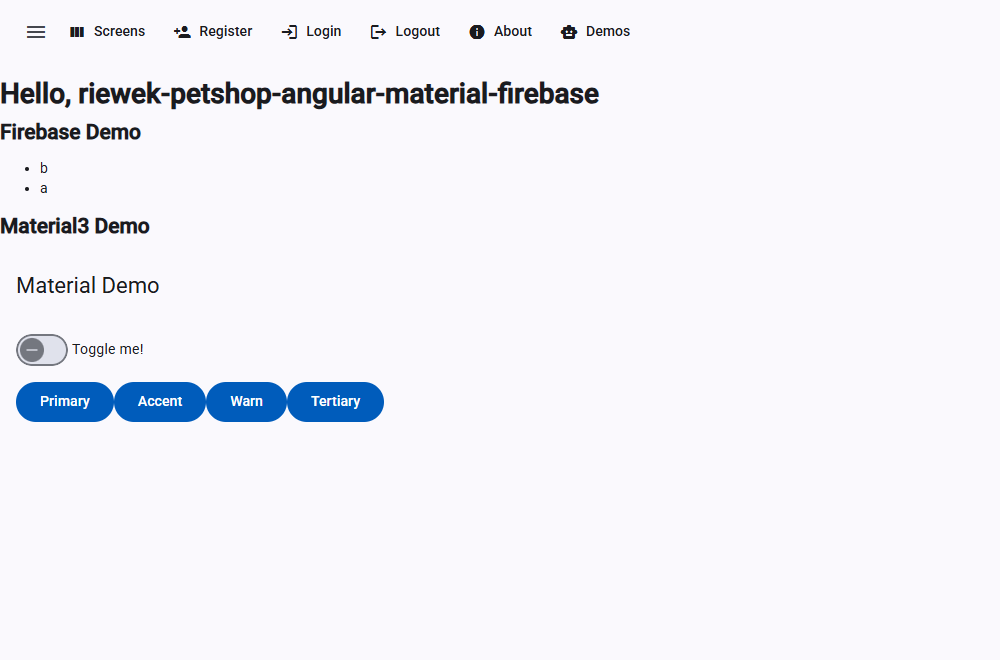 Screens Register Login Logout About Demos
Hello, riewek-petshop-angular-material-firebase
Firebase Demo
b
a
Material3 Demo
Material Demo
Toggle me!
Primary Accent Warn Tertiary